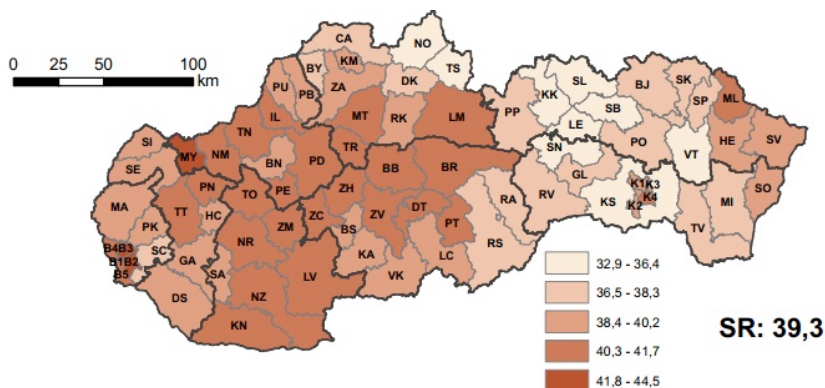 0 25 50 100
km
CA
NO
TS
BY
KM
PU
PB
ZA
DK
IL
MT
RK
LM
PP
KK
SL
SB
LE
BJ
SK
SP
ML
PO
HE
SV
VT
SI
MY
NM
TN
BN
PD
TR
SE
PN
TO
PE
BB
BR
SN
GL
RV
KS
K1
K3
K4
K2
SO
MI
TV
MA
TT
PK
HC
ZH
ZC
ZM
BS
ZV
DT
PT
RA
RS
B4B3
B1B2
B5
SC
GA
SA
NR
LV
KA
VK
LC
DS
NZ
KN
32,9 - 36,4
36,5 - 38,3
38,4 - 40,2
40,3 - 41,7
41,8 - 44,5
SR: 39,3